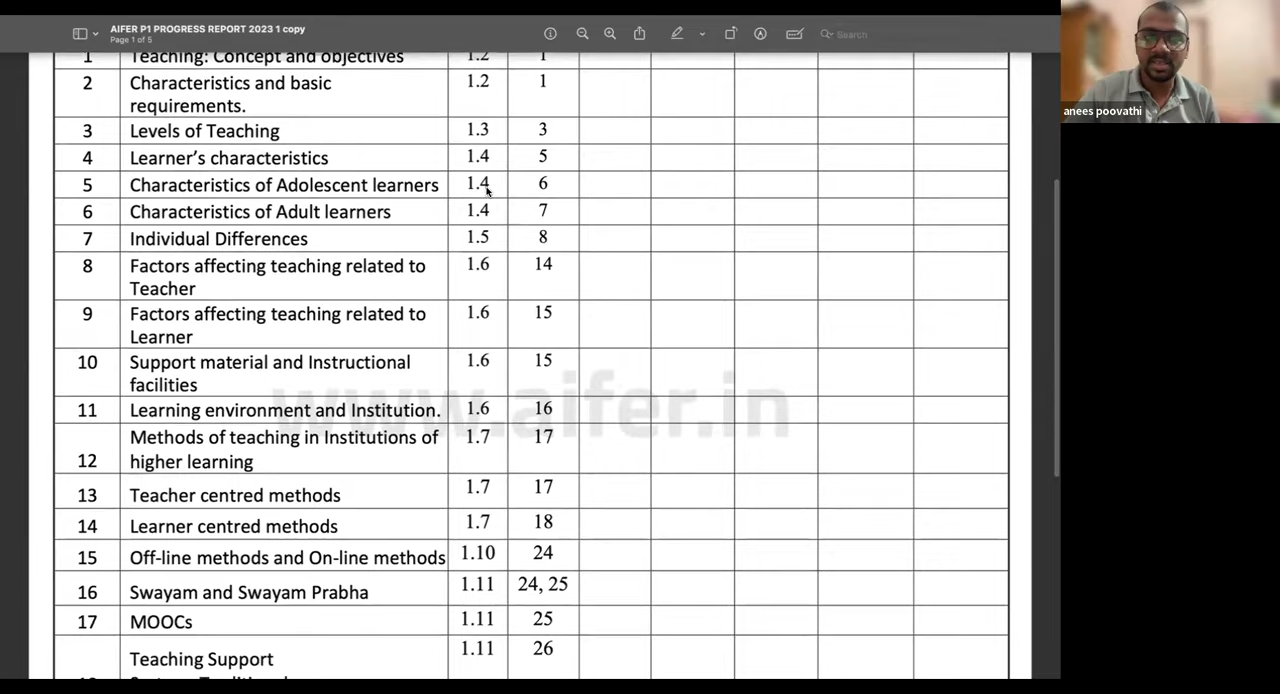 AIFER P1 PROGRESS REPORT 2023 1 copy
Page 1 of 5
Search
anees poovathi
1 Teaching: Concept and objectives 1.2 1
2 Characteristics and basic 1.2 1
requirements.
3 Levels of Teaching 1.3 3
4 Learner's characteristics 1.4 5
5 Characteristics of Adolescent learners 1.4 6
6 Characteristics of Adult learners 1.4 7
7 Individual Differences 1.5 8
8 Factors affecting teaching related to 1.6 14
Teacher
9 Factors affecting teaching related to 1.6 15
Learner
10 Support material and Instructional 1.6 15
facilities
11 Learning environment and Institution. 1.6 16
Methods of teaching in Institutions of 1.7 17
12 higher learning
13 Teacher centred methods 1.7 17
14 Learner centred methods 1.7 18
15 Off-line methods and On-line methods 1.10 24
16 Swayam and Swayam Prabha 1.11 24, 25
17 MOOCs 1.11 25
Teaching Support 1.11 26
www.aifer.in